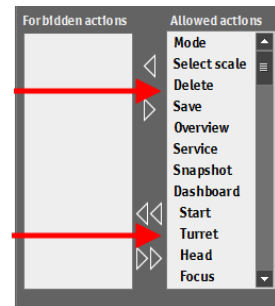 Forbidden actions
Allowed actions
Mode
Select scale
Delete
Save
Overview
Service
Snapshot
Dashboard
Start
Turret
Head
Focus